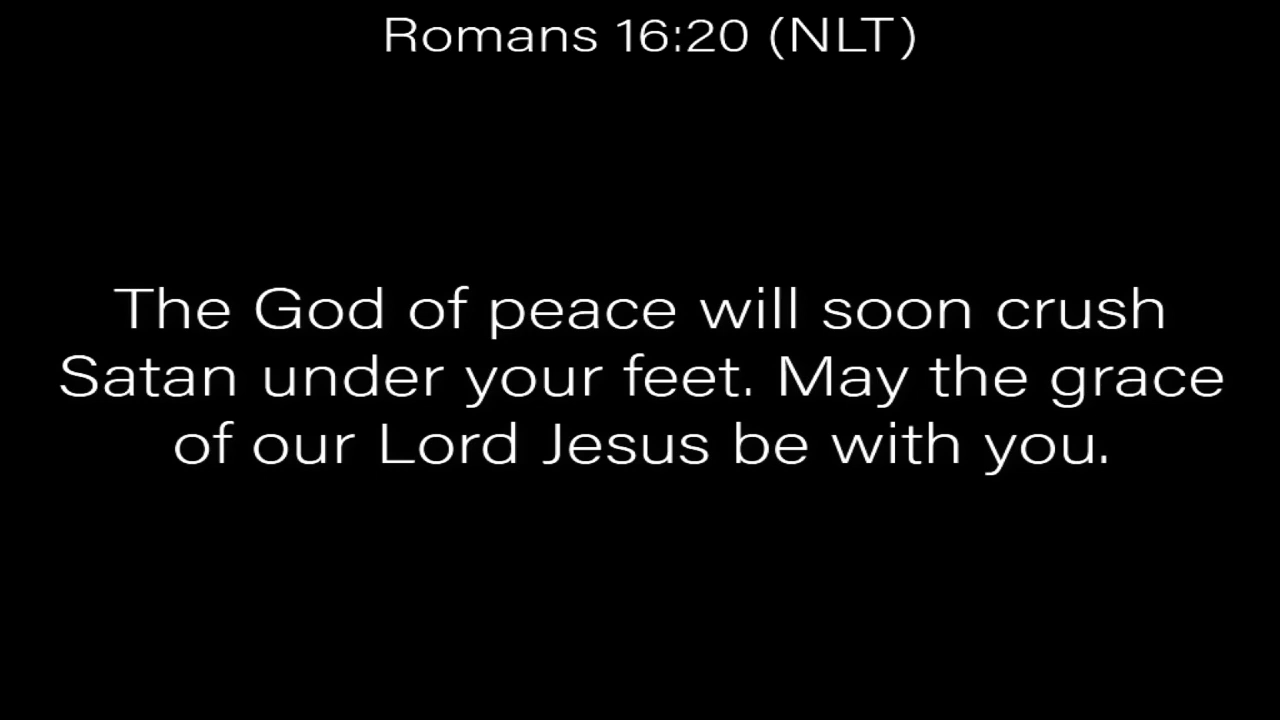 Romans 16:20 (NLT)
The God of peace will soon crush
Satan under your feet. May the grace
of our Lord Jesus be with you.